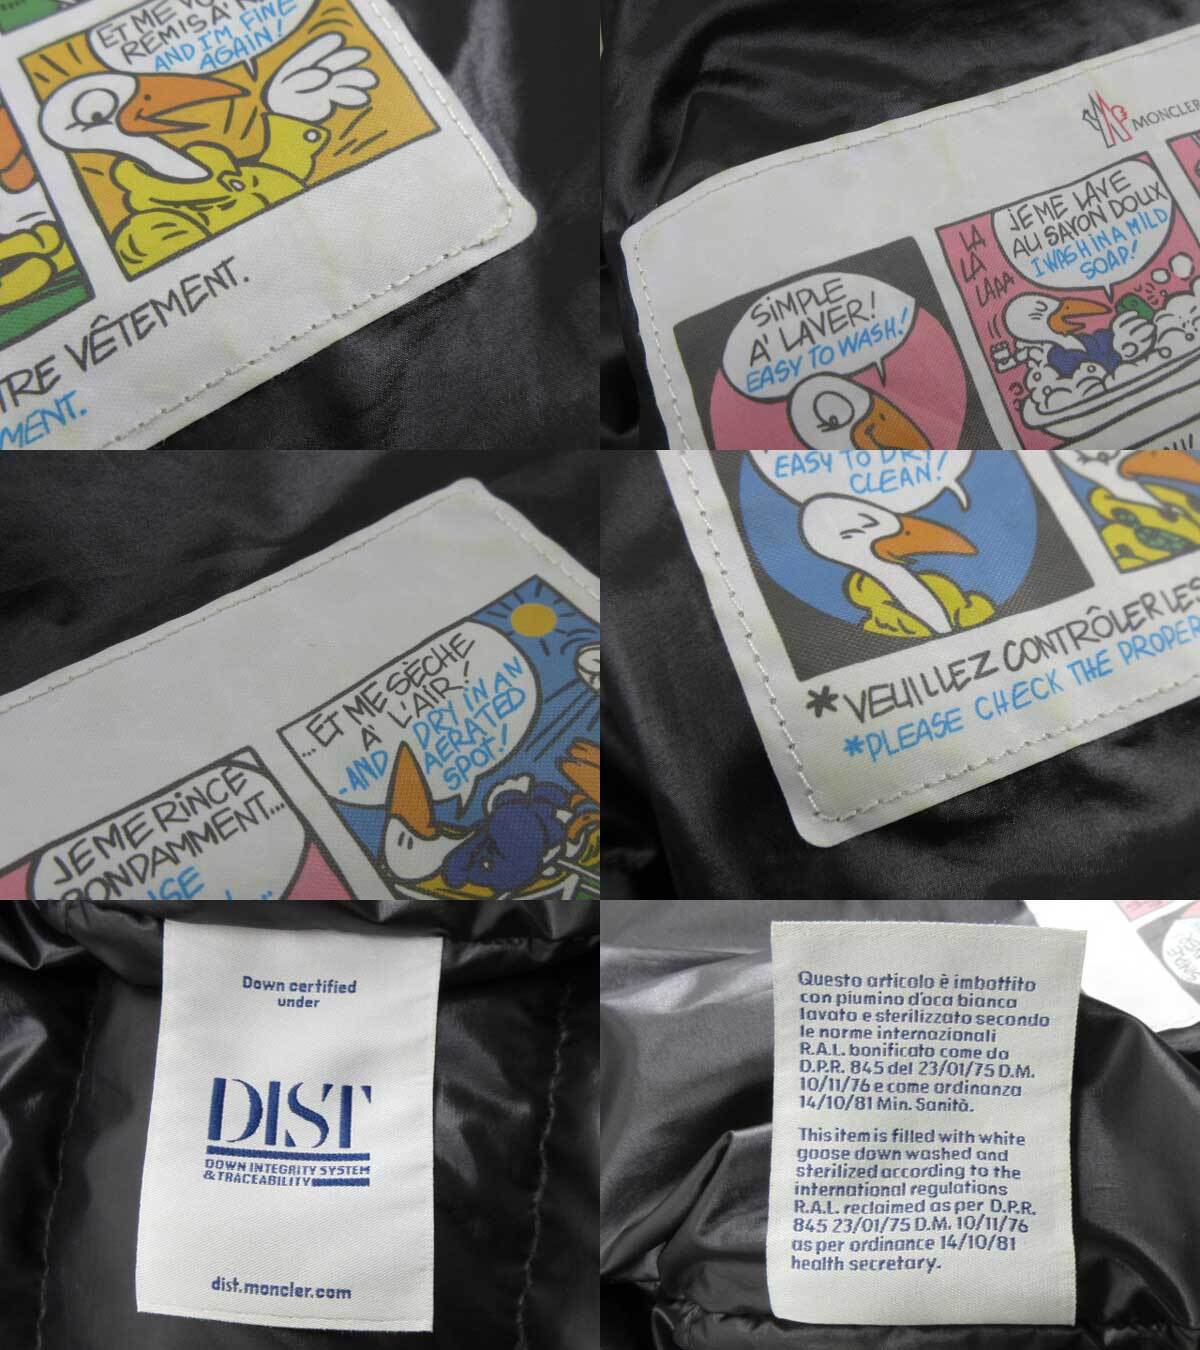 ET ME VO
REMIS A' N
AND I'M FINE
AGAIN!
TRE VÊTEMENT.
MENT.
MONCLER
SIMPLE
A' LAVER!
EASY TO WASH!
LA
LA
LAAA
JE ME LAVE
AU SAVON DOUX
I WASH IN A MILD
SOAP!
JE ME RINCE
BONDAMMENT...
...ET ME SÈCHE
A' L'AIR!
-AND DRY IN AN
AERATED
SPOT!
EASY TO DRY
CLEAN!
*VEUILLEZ CONTRÔLER LES
*PLEASE CHECK THE PROPER
Down certified
under
DIST
DOWN INTEGRITY SYSTEM
& TRACEABILITY
dist.moncler.com
Questo articolo è imbottito
con piumino d'oca bianca
lavato e sterilizzato secondo
le norme internazionali
R.A.L. bonificato come da
D.P.R. 845 del 23/01/75 D.M.
10/11/76 e come ordinanza
14/10/81 Min. Sanità.
This item is filled with white
goose down washed and
sterilized according to the
international regulations
R.A.L. reclaimed as per D.P.R.
845 23/01/75 D.M. 10/11/76
as per ordinance 14/10/81
health secretary.